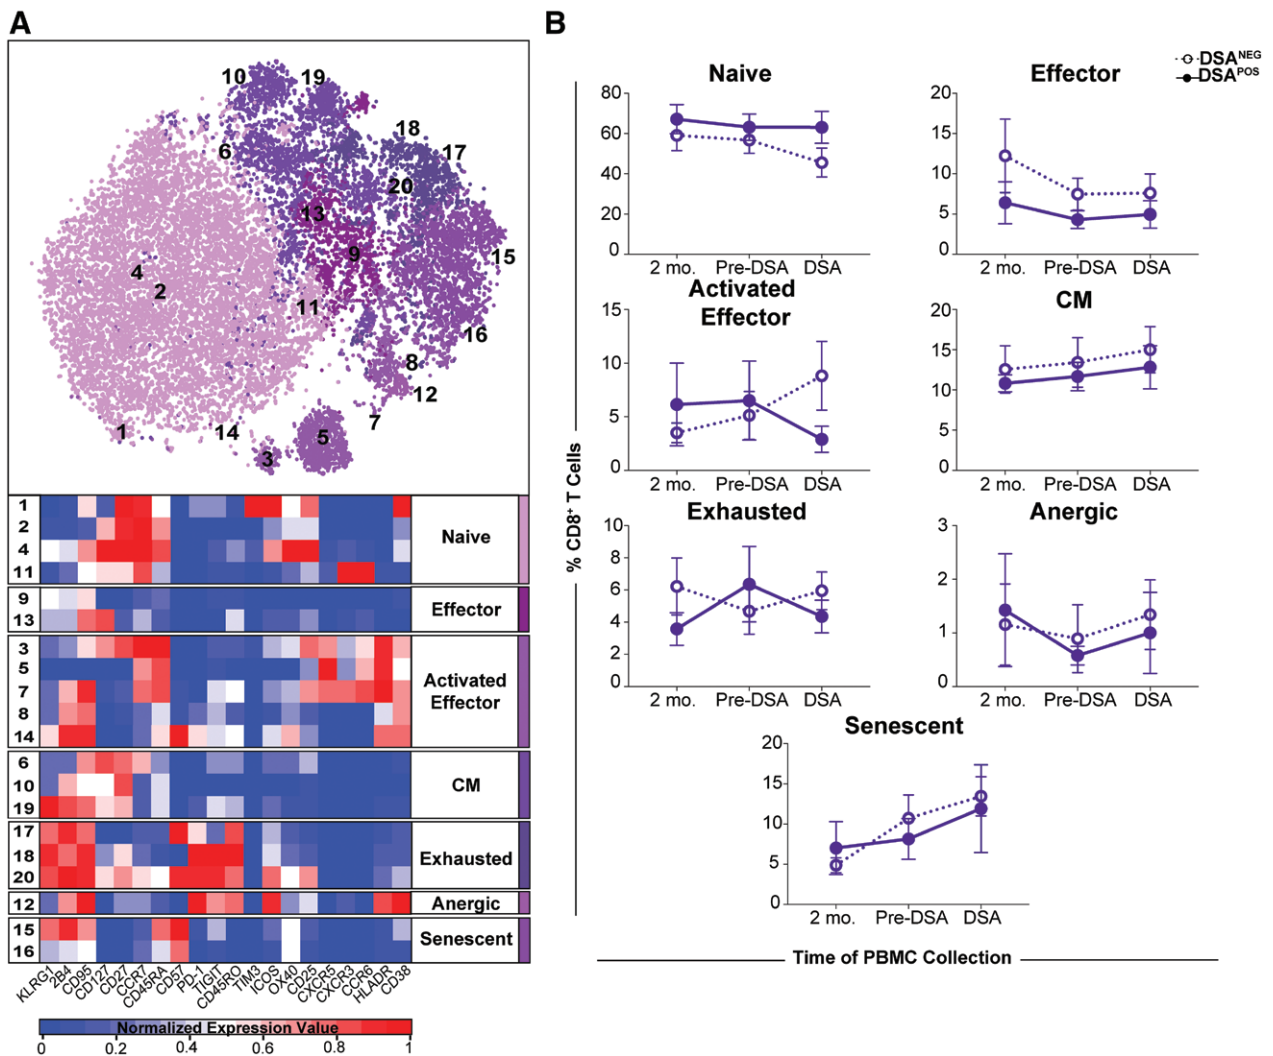 A
10
19
18
17
6
20
13
9
15
4
2
11
16
8
12
7
1
14
5
3
1
2
4
11
Naive
9
13
Effector
3
5
7
8
14
Activated
Effector
6
10
19
CM
17
18
20
Exhausted
12
Anergic
15
16
Senescent
KLRG1
2B4
CD95
CD127
CD27
CCR7
CD45RA
CD57
PD-1
TIGIT
CD45RO
TIM3
ICOS
OX40
CD25
CXCR5
CXCR3
CCR6
HLADR
CD38
Normalized Expression Value
0 0.2 0.4 0.6 0.8 1
B
DSANEG
DSAPOS
% CD8+ T Cells
Naive
80
60
40
20
0
2 mo. Pre-DSA DSA
Effector
20
15
10
5
0
2 mo. Pre-DSA DSA
Activated
Effector
15
10
5
0
2 mo. Pre-DSA DSA
CM
20
15
10
5
0
2 mo. Pre-DSA DSA
Exhausted
10
8
6
4
2
0
2 mo. Pre-DSA DSA
Anergic
3
2
1
0
2 mo. Pre-DSA DSA
Senescent
20
15
10
5
0
2 mo. Pre-DSA DSA
Time of PBMC Collection